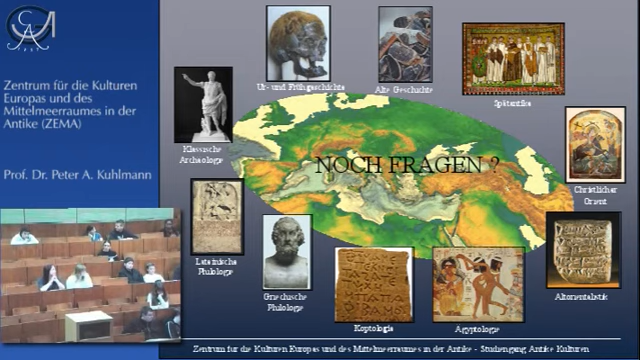 Zentrum für die Kulturen
Europas und des
Mittelmeerraumes in der
Antike (ZEMA)
Prof. Dr. Peter A. Kuhlmann
Ur- und Frühgeschichte
Alte Geschichte
Spätantike
Klassische
Archäologie
NOCH FRAGEN ?
Christlicher
Orient
Lateinische
Philologie
Griechische
Philologie
Koptologie
Ägyptologie
Altorientalistik
Zentrum für die Kulturen Europas und des Mittelmeerraumes in der Antike - Studiengang Antike Kulturen